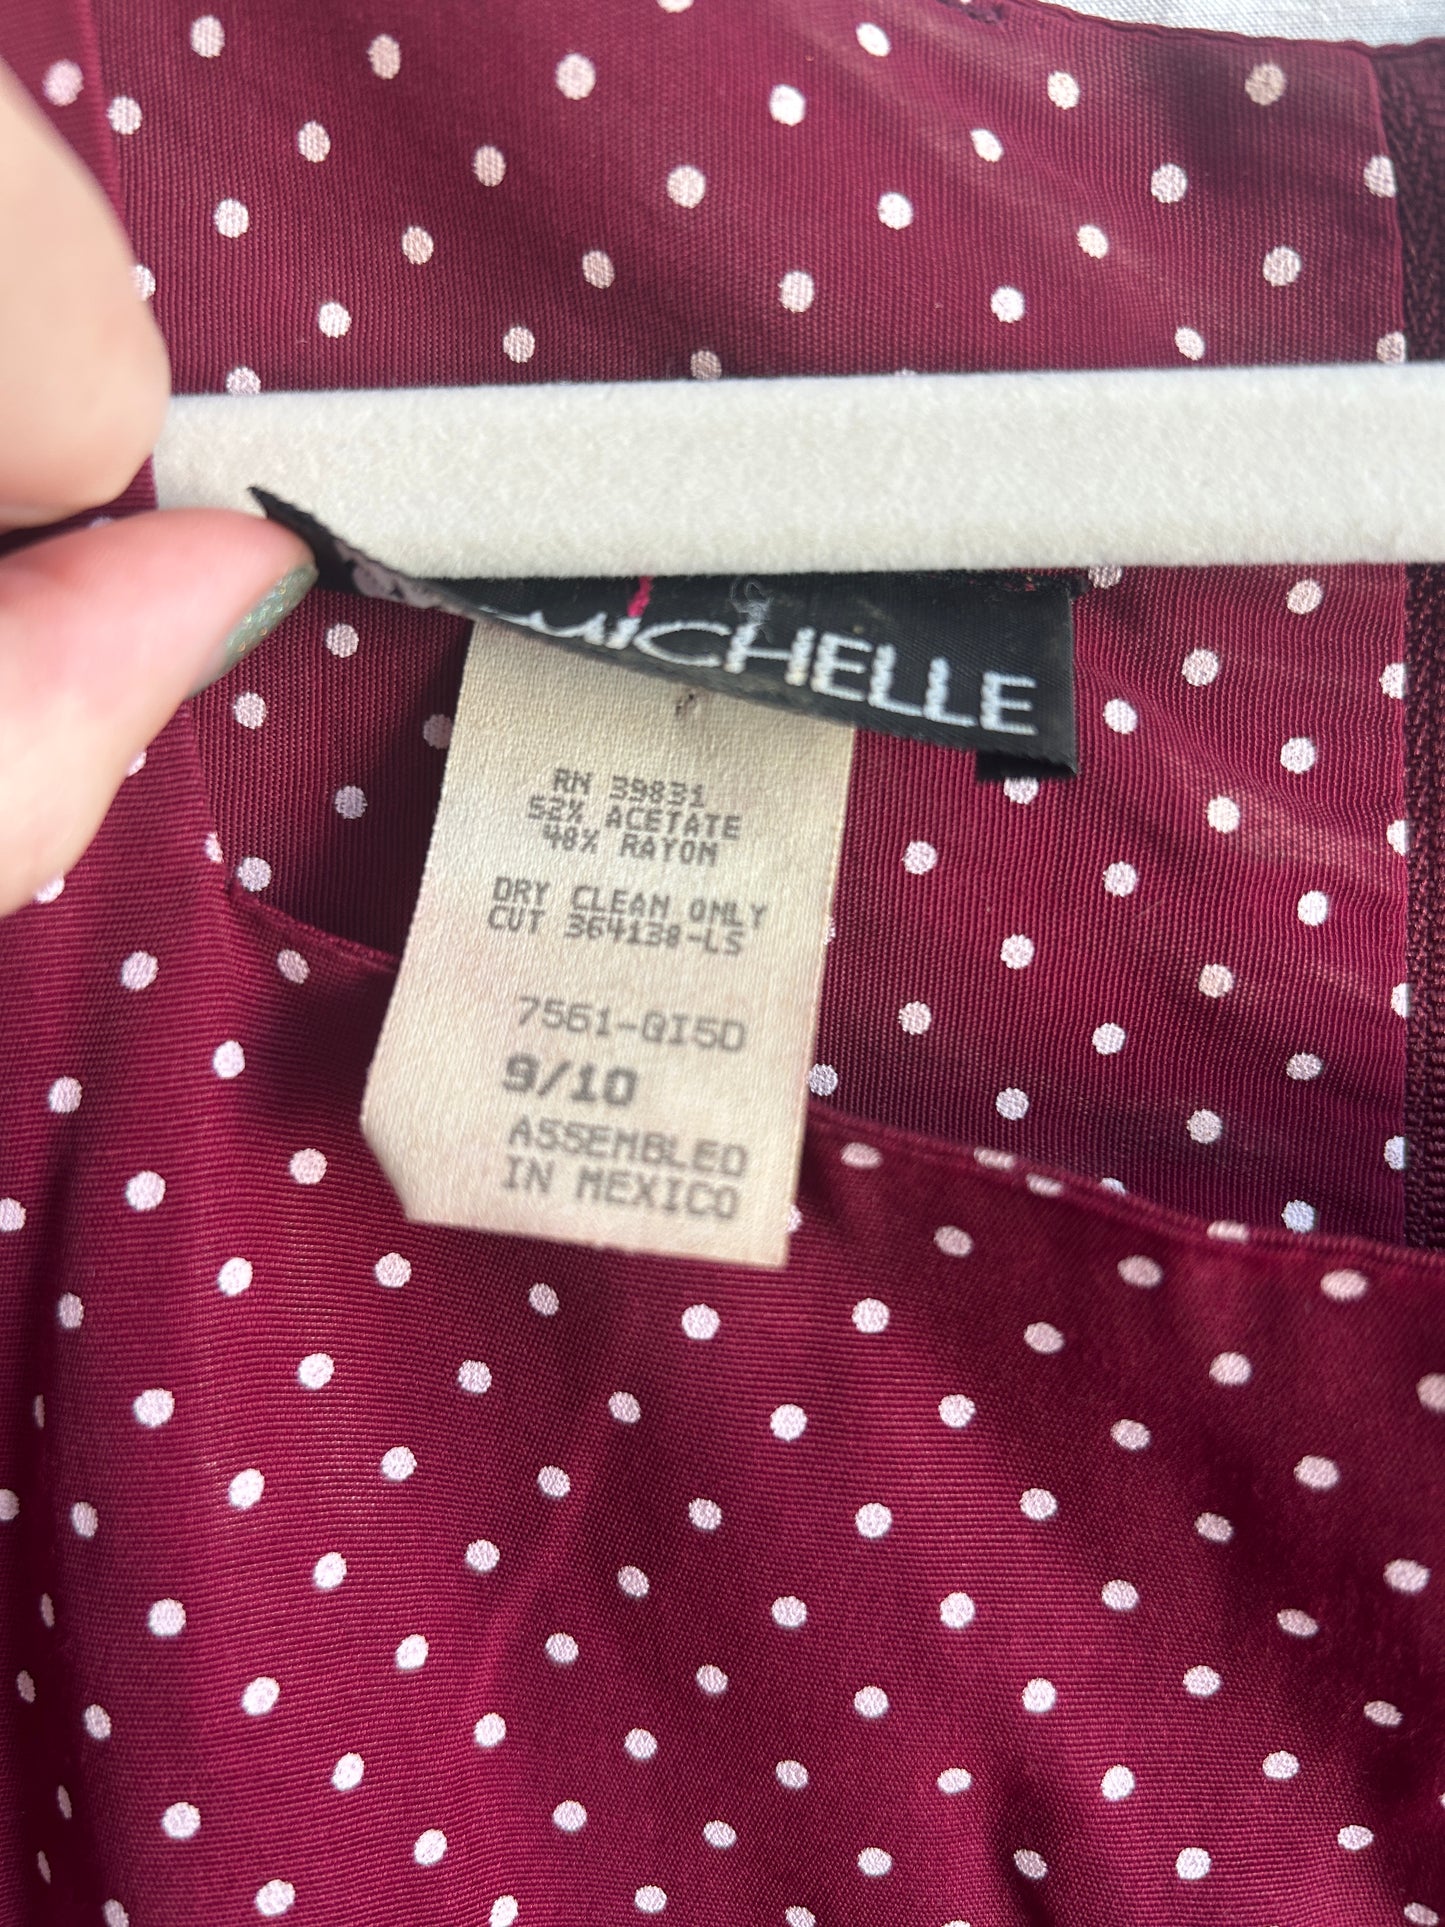 MICHELLE
RN 39831
52% ACETATE
48% RAYON
DRY CLEAN ONLY
CUT 364138-LS
7561-QI5D
9/10
ASSEMBLED
IN MEXICO